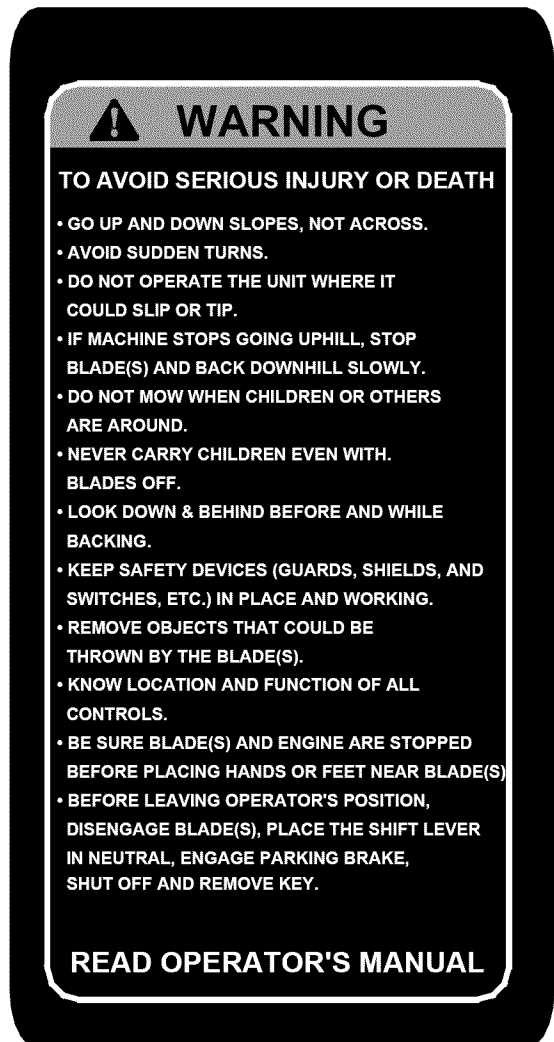 WARNING
TO AVOID SERIOUS INJURY OR DEATH
• GO UP AND DOWN SLOPES, NOT ACROSS.
• AVOID SUDDEN TURNS.
• DO NOT OPERATE THE UNIT WHERE IT
COULD SLIP OR TIP.
• IF MACHINE STOPS GOING UPHILL, STOP
BLADE(S) AND BACK DOWNHILL SLOWLY.
• DO NOT MOW WHEN CHILDREN OR OTHERS
ARE AROUND.
• NEVER CARRY CHILDREN EVEN WITH.
BLADES OFF.
• LOOK DOWN & BEHIND BEFORE AND WHILE
BACKING.
• KEEP SAFETY DEVICES (GUARDS, SHIELDS, AND
SWITCHES, ETC.) IN PLACE AND WORKING.
• REMOVE OBJECTS THAT COULD BE
THROWN BY THE BLADE(S).
• KNOW LOCATION AND FUNCTION OF ALL
CONTROLS.
• BE SURE BLADE(S) AND ENGINE ARE STOPPED
BEFORE PLACING HANDS OR FEET NEAR BLADE(S)
• BEFORE LEAVING OPERATOR'S POSITION,
DISENGAGE BLADE(S), PLACE THE SHIFT LEVER
IN NEUTRAL, ENGAGE PARKING BRAKE,
SHUT OFF AND REMOVE KEY.
READ OPERATOR'S MANUAL